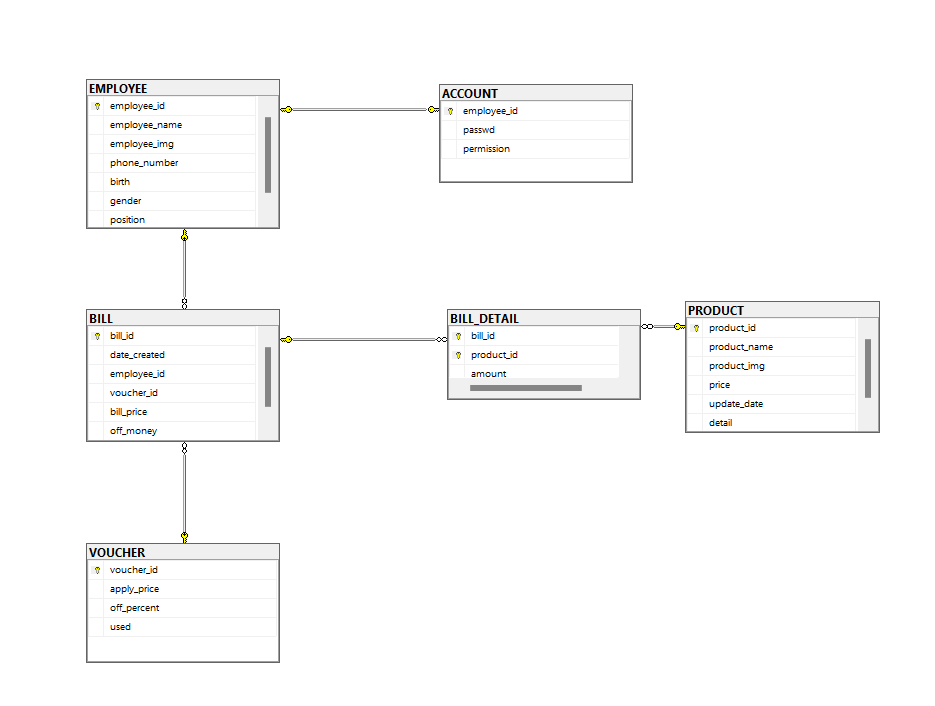 EMPLOYEE
employee_id
employee_name
employee_img
phone_number
birth
gender
position
ACCOUNT
employee_id
passwd
permission
BILL
bill_id
date_created
employee_id
voucher_id
bill_price
off_money
BILL_DETAIL
bill_id
product_id
amount
PRODUCT
product_id
product_name
product_img
price
update_date
detail
VOUCHER
voucher_id
apply_price
off_percent
used